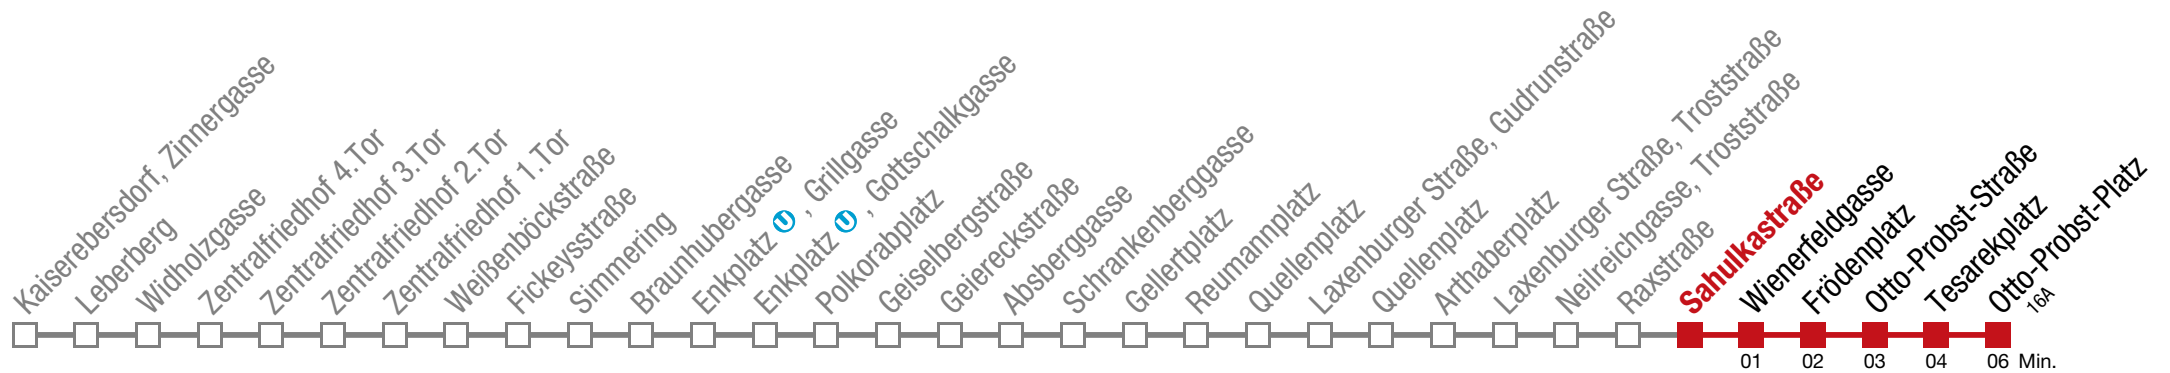 Kaiserebersdorf, Zinnergasse
Leberberg
Widholzgasse
Zentralfriedhof 4.Tor
Zentralfriedhof 3.Tor
Zentralfriedhof 2.Tor
Zentralfriedhof 1.Tor
Weißenböckstraße
Fickeysstraße
Simmering
Braunhubergasse
Enkplatz U, Grillgasse
Enkplatz U, Gottschalkgasse
Polkorabplatz
Geiselbergstraße
Geiereckstraße
Absberggasse
Schrankenberggasse
Gellertplatz
Reumannplatz
Quellenplatz
Laxenburger Straße, Gudrunstraße
Quellenplatz
Arthaberplatz
Laxenburger Straße, Troststraße
Neilreichgasse, Troststraße
Raxstraße
Sahulkastraße
Wienerfeldgasse
Frödenplatz
Otto-Probst-Straße
Tesarekplatz
Otto-Probst-Platz
16A
01 02 03 04 06 Min.